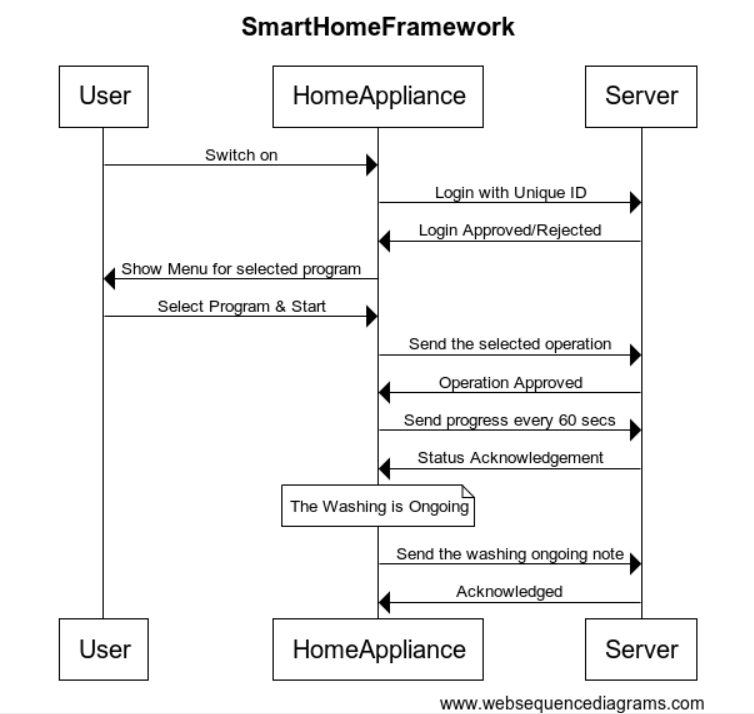 SmartHomeFramework
User HomeAppliance Server
Switch on
Login with Unique ID
Login Approved/Rejected
Show Menu for selected program
Select Program & Start
Send the selected operation
Operation Approved
Send progress every 60 secs
Status Acknowledgement
The Washing is Ongoing
Send the washing ongoing note
Acknowledged
User HomeAppliance Server
www.websequencediagrams.com